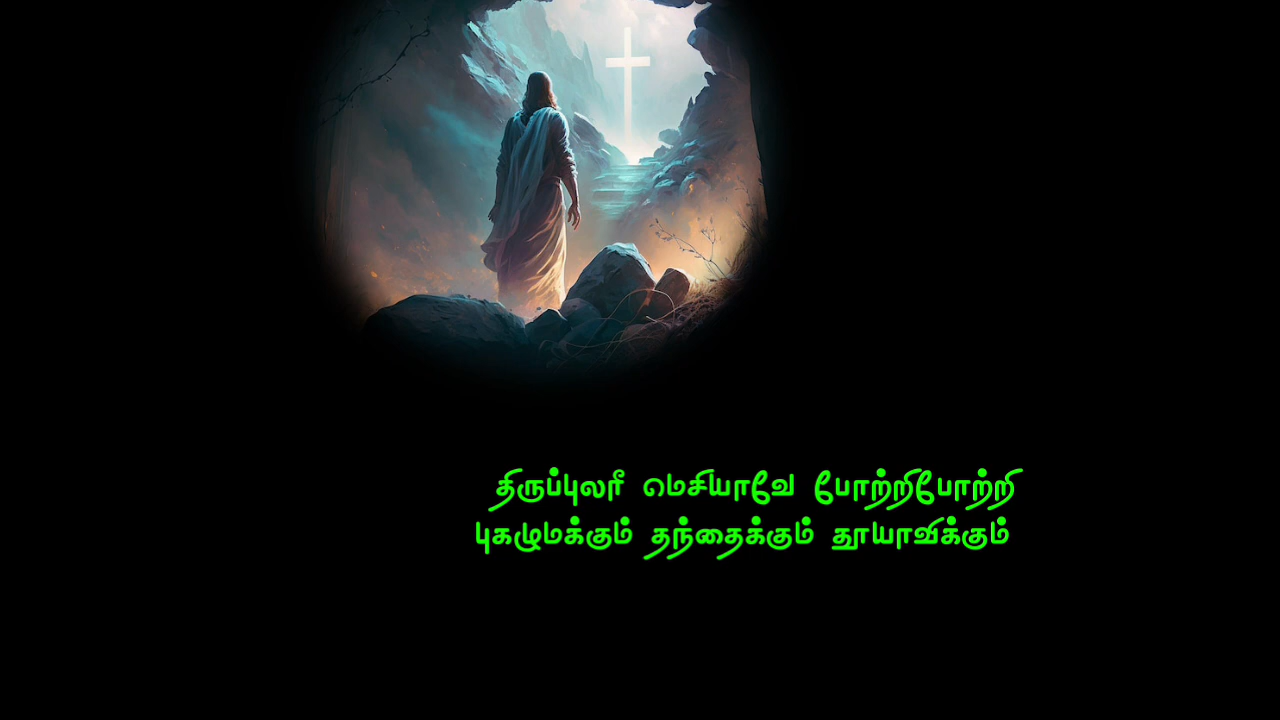 திருப்புலரீ மெசியாவே போற்றிபோற்றி
புகழுமக்கும் தந்தைக்கும் தூயாவிக்கும்